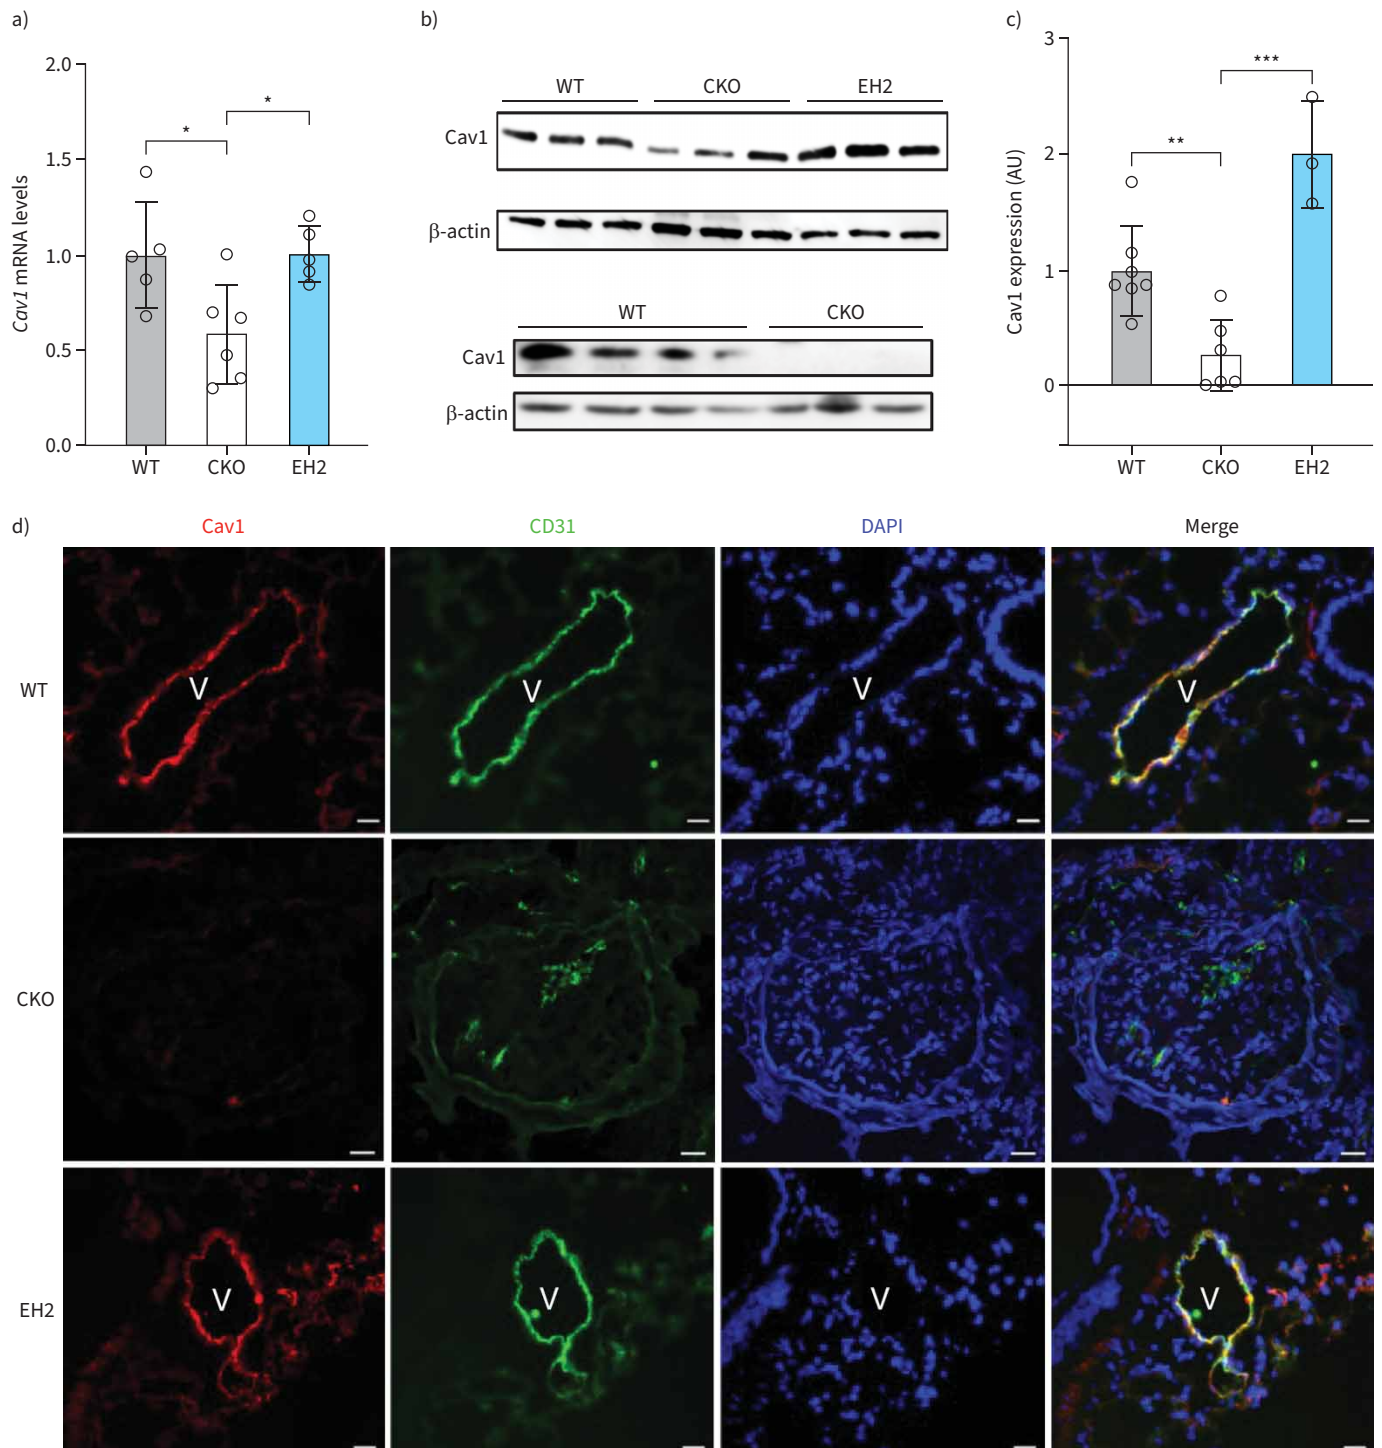 a)
2.0
1.5
1.0
0.5
0.0
Cav1 mRNA levels
*
*
WT CKO EH2
b)
WT CKO EH2
Cav1
β-actin
WT CKO
Cav1
β-actin
c)
3
2
1
0
Cav1 expression (AU)
**
***
WT CKO EH2
d)
Cav1 CD31 DAPI Merge
WT
V V V V
CKO
EH2
V V V V